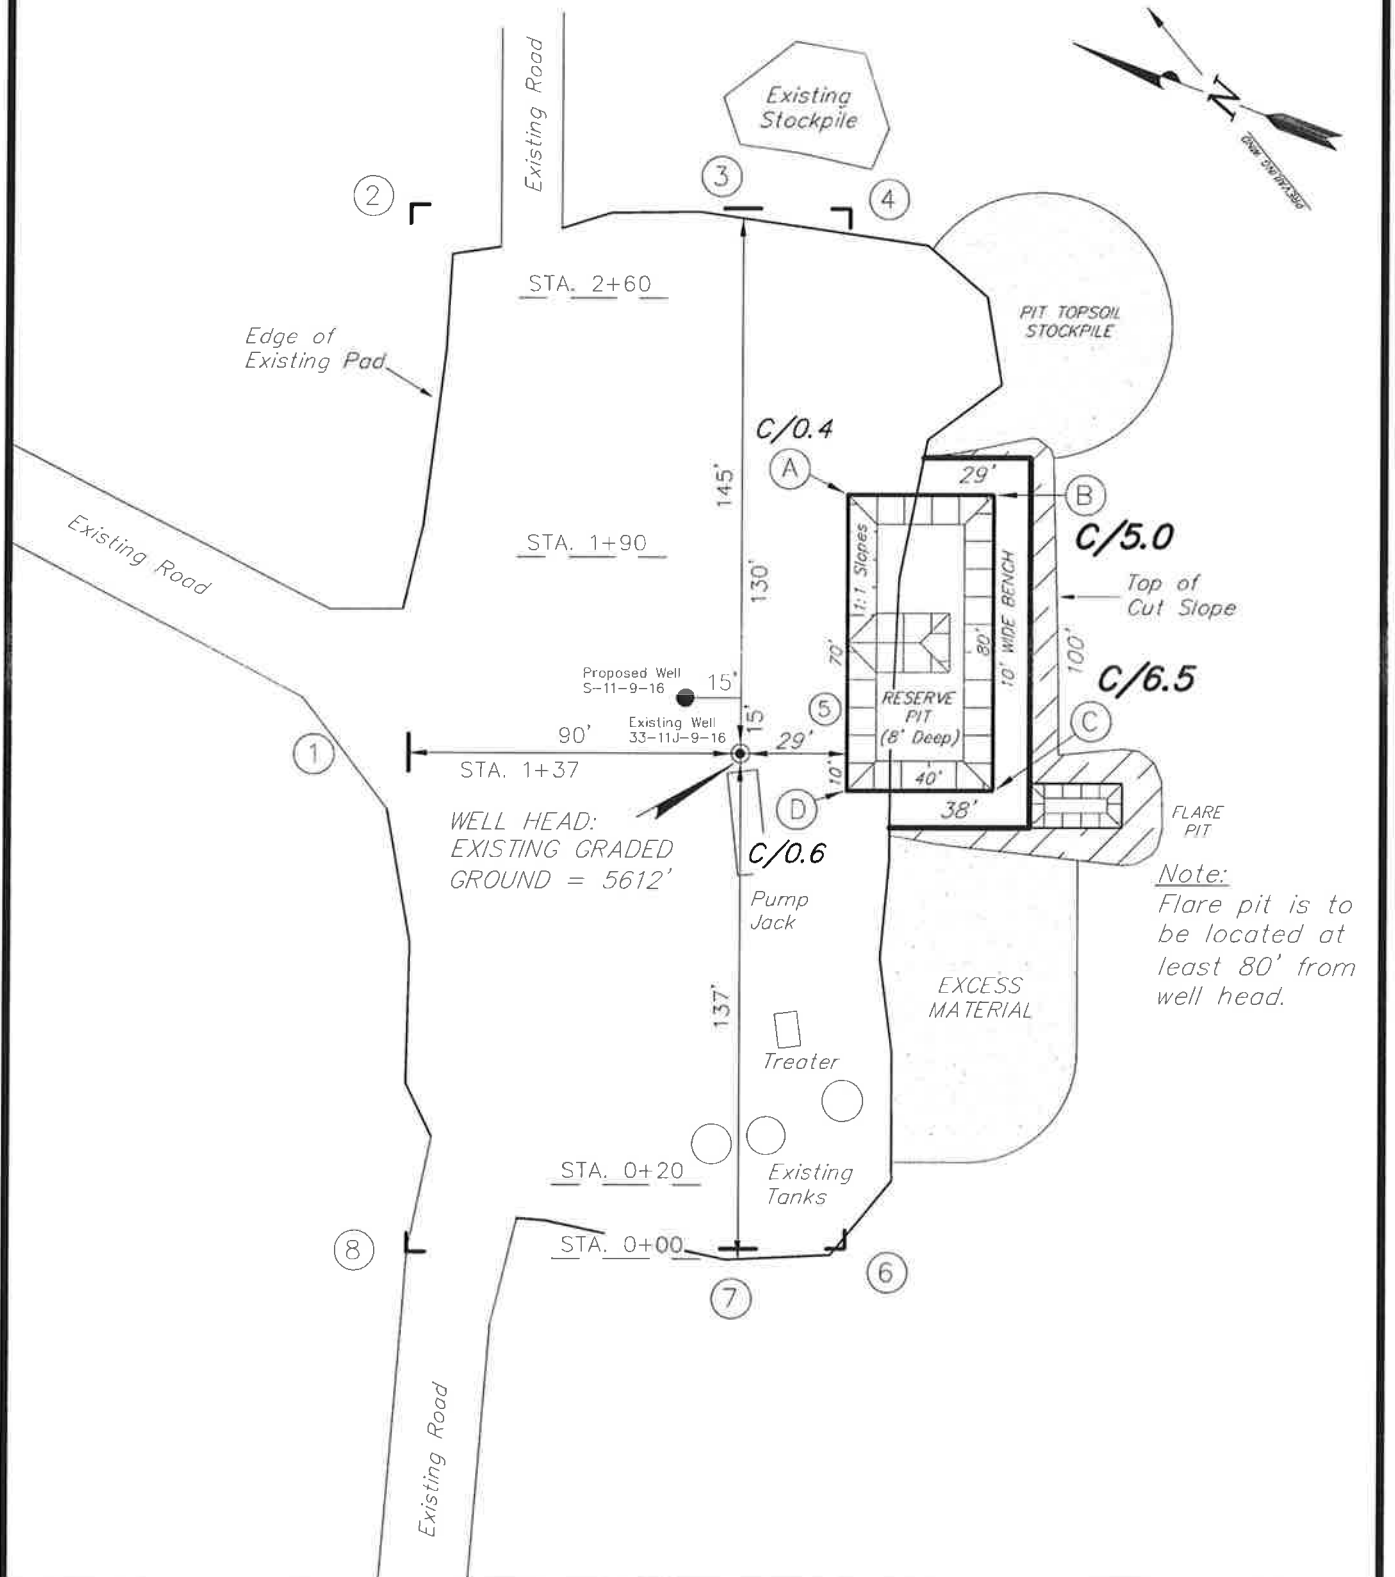 Existing Road
Existing
Stockpile
N
PREVAILING WIND
2
3
4
STA. 2+60
Edge of
Existing Pad
PIT TOPSOIL
STOCKPILE
C/0.4
A
145'
29'
B
C/5.0
Existing Road
STA. 1+90
1:1 Slopes
130'
10' WIDE BENCH
Top of
Cut Slope
80'
100'
70'
C/6.5
Proposed Well
S-11-9-16
15'
RESERVE
PIT
(8' Deep)
5
C
15'
Existing Well
33-11J-9-16
1
90'
29'
STA. 1+37
10'
40'
D
38'
FLARE
PIT
WELL HEAD:
EXISTING GRADED
GROUND = 5612'
C/0.6
Pump
Jack
Note:
Flare pit is to
be located at
least 80' from
well head.
137'
EXCESS
MATERIAL
Treater
STA. 0+20
Existing
Tanks
8
STA. 0+00
6
7
Existing Road